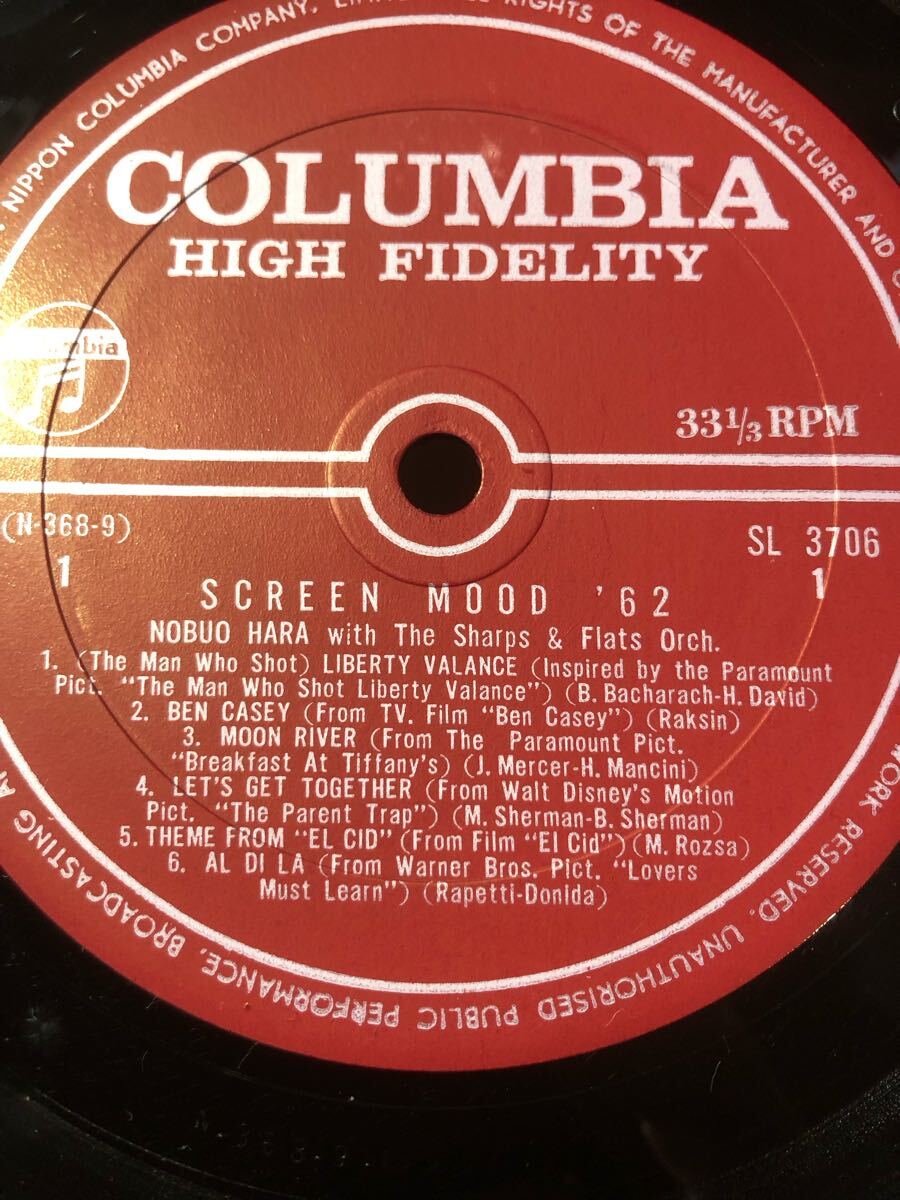 NIPPON COLUMBIA COMPANY,
RIGHTS OF THE MANUFACTURER AND
WORK RESERVED. UNAUTHORISED PUBLIC PERFORMANCE, BROADCASTING
COLUMBIA
HIGH FIDELITY
33 1/3 RPM
(N-368-9)
SL 3706
1
1
SCREEN MOOD '62
NOBUO HARA with The Sharps & Flats Orch.
1. (The Man Who Shot) LIBERTY VALANCE (Inspired by the Paramount
Pict. "The Man Who Shot Liberty Valance") (B. Bacharach-H. David)
2. BEN CASEY (From TV. Film "Ben Casey") (Raksin)
3. MOON RIVER (From The Paramount Pict.
"Breakfast At Tiffany's) (J. Mercer-H. Mancini)
4. LET'S GET TOGETHER (From Walt Disney's Motion
Pict. "The Parent Trap") (M. Sherman-B. Sherman)
5. THEME FROM "EL CID" (From Film "El Cid") (M. Rozsa)
6. AL DI LA (From Warner Bros. Pict. "Lovers
Must Learn") (Rapetti-Donida)